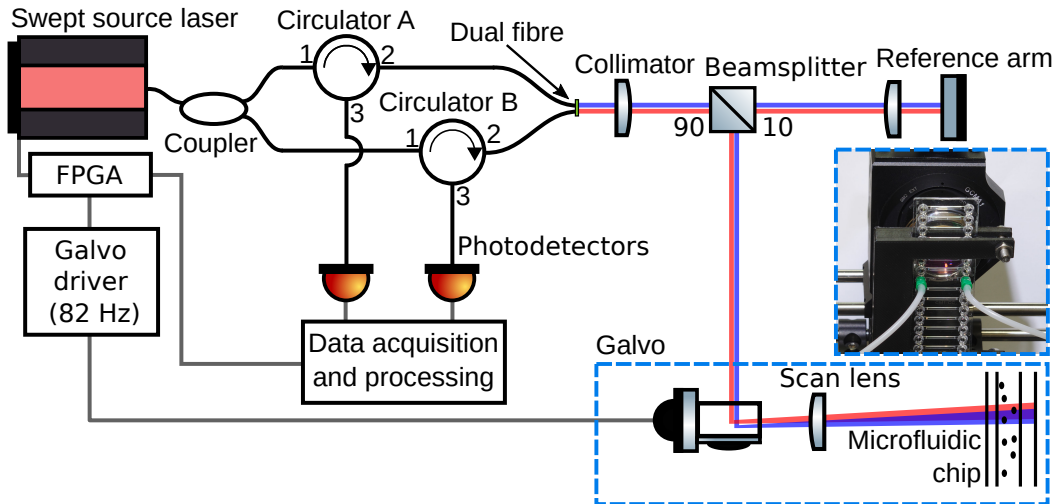 Swept source laser
Circulator A
1
2
3
Dual fibre
Collimator
Beamsplitter
Reference arm
Coupler
Circulator B
1
2
3
90
10
FPGA
Galvo
driver
(82 Hz)
Photodetectors
Data acquisition
and processing
Galvo
Scan lens
Microfluidic
chip